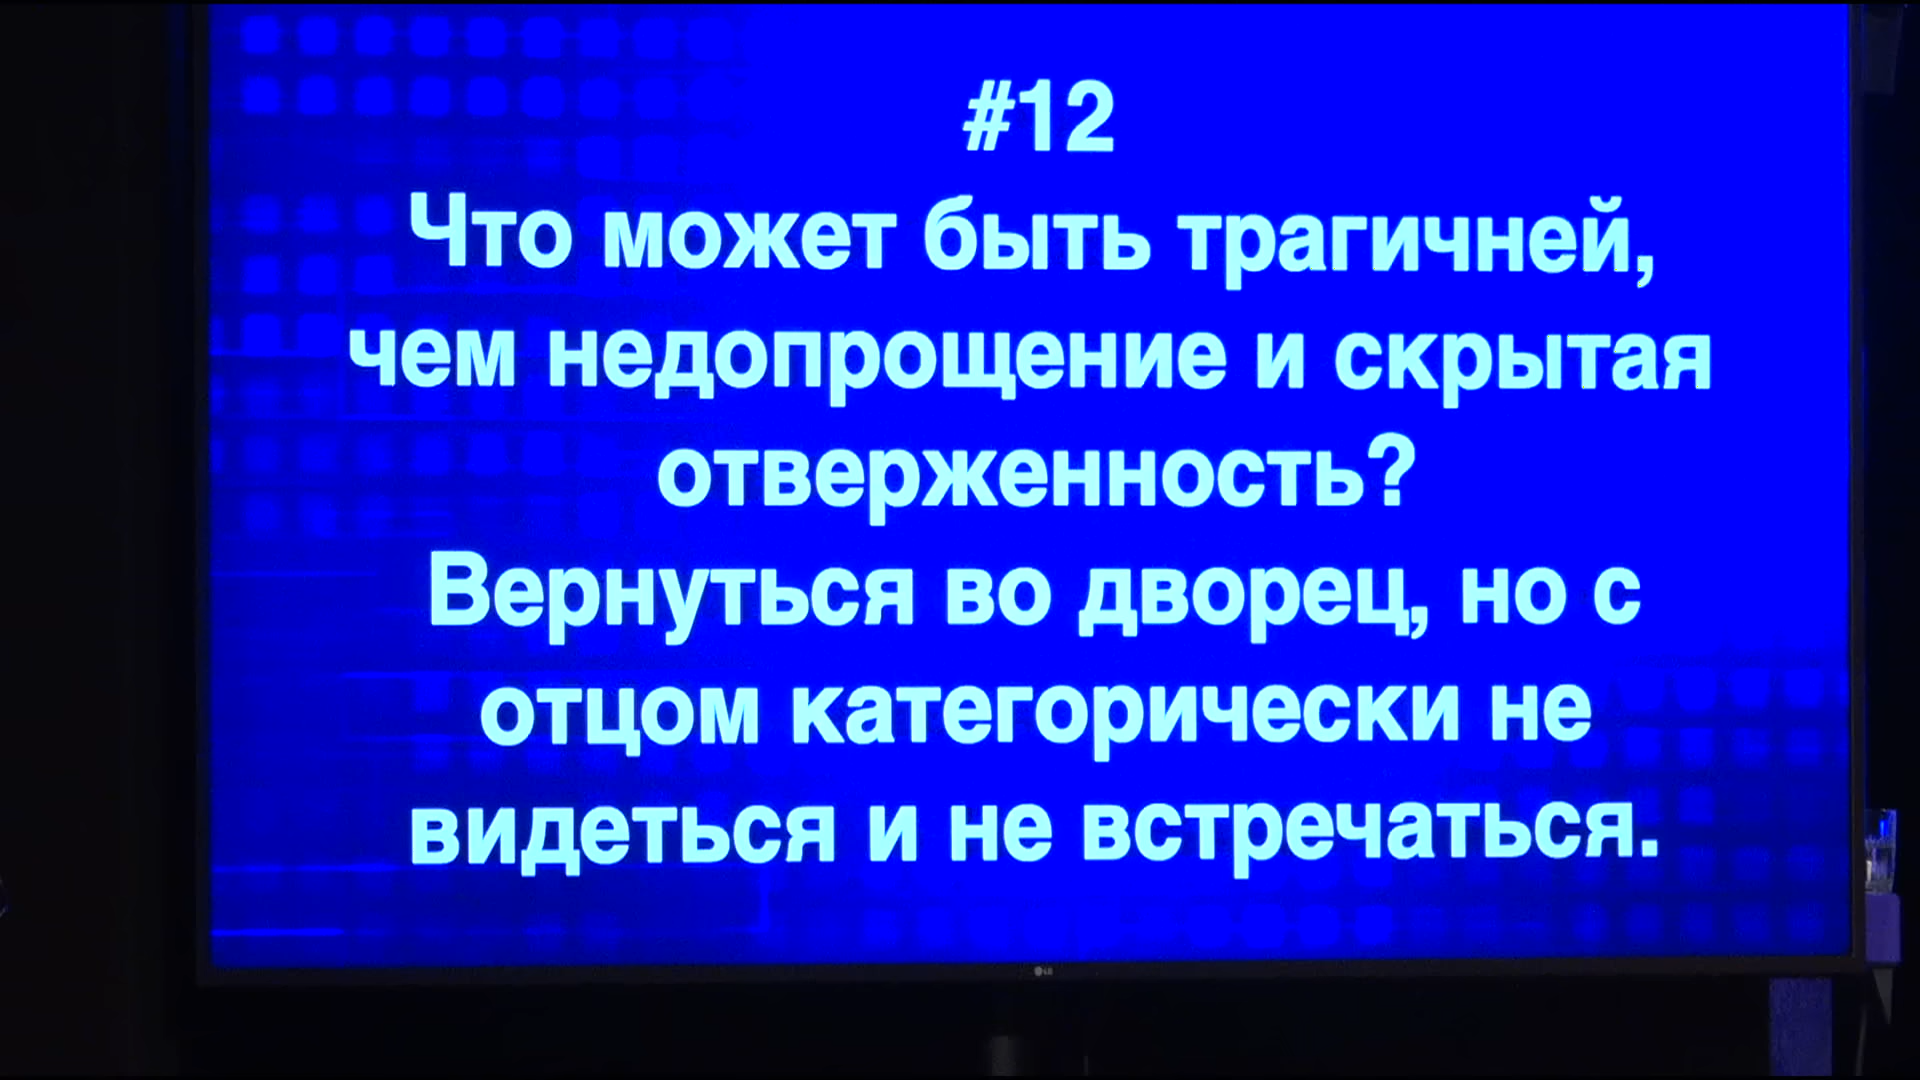 #12
Что может быть трагичней,
чем недопрощение и скрытая
отверженность?
Вернуться во дворец, но с
отцом категорически не
видеться и не встречаться.
LG